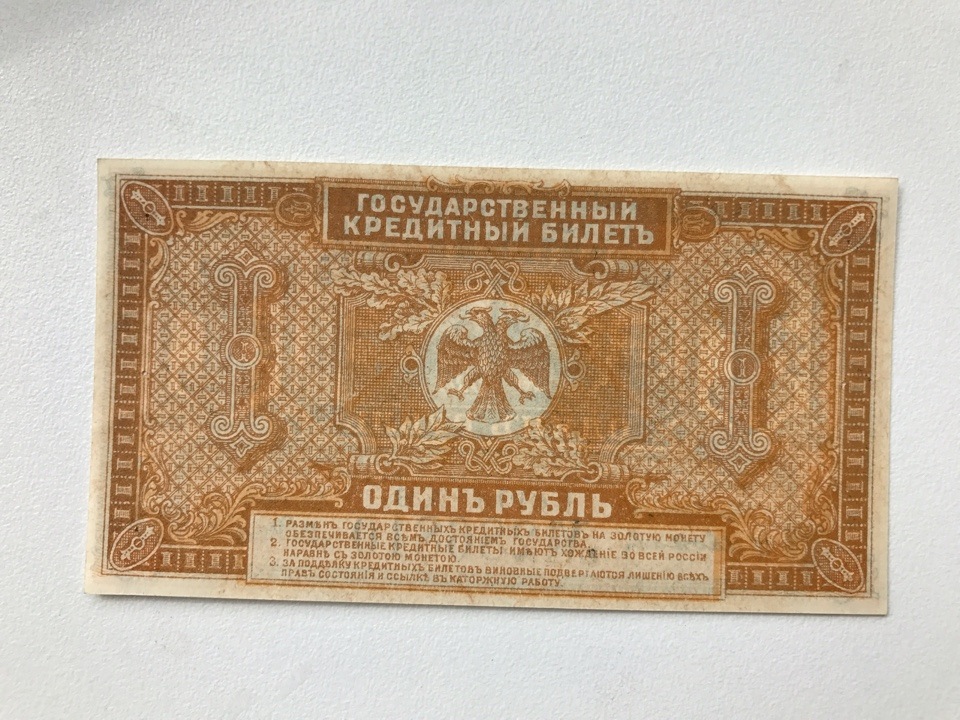 ГОСУДАРСТВЕННЫЙ
КРЕДИТНЫЙ БИЛЕТЪ
1
1
ОДИНЪ РУБЛЬ
1. РАЗМѢНЪ ГОСУДАРСТВЕННЫХЪ КРЕДИТНЫХЪ БИЛЕТОВЪ НА ЗОЛОТУЮ МОНЕТУ
ОБЕЗПЕЧИВАЕТСЯ ВСѢМЪ ДОСТОЯНІЕМЪ ГОСУДАРСТВА.
2. ГОСУДАРСТВЕННЫЕ КРЕДИТНЫЕ БИЛЕТЫ ИМѢЮТЪ ХОЖДЕНІЕ ВО ВСЕЙ РОССІИ
НАРАВНѢ СЪ ЗОЛОТОЮ МОНЕТОЮ.
3. ЗА ПОДДѢЛКУ КРЕДИТНЫХЪ БИЛЕТОВЪ ВИНОВНЫЕ ПОДВЕРГАЮТСЯ ЛИШЕНІЮ ВСѢХЪ
ПРАВЪ СОСТОЯНІЯ И ССЫЛКѢ ВЪ КАТОРЖНУЮ РАБОТУ.